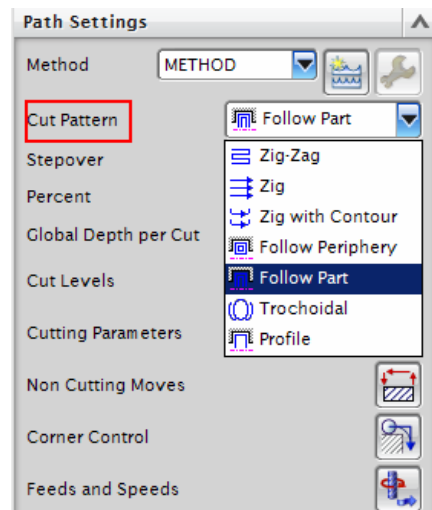 Path Settings
Method METHOD
Cut Pattern Follow Part
Stepover Zig-Zag
Percent Zig
Zig with Contour
Global Depth per Cut Follow Periphery
Cut Levels Follow Part
Trochoidal
Cutting Parameters Profile
Non Cutting Moves
Corner Control
Feeds and Speeds